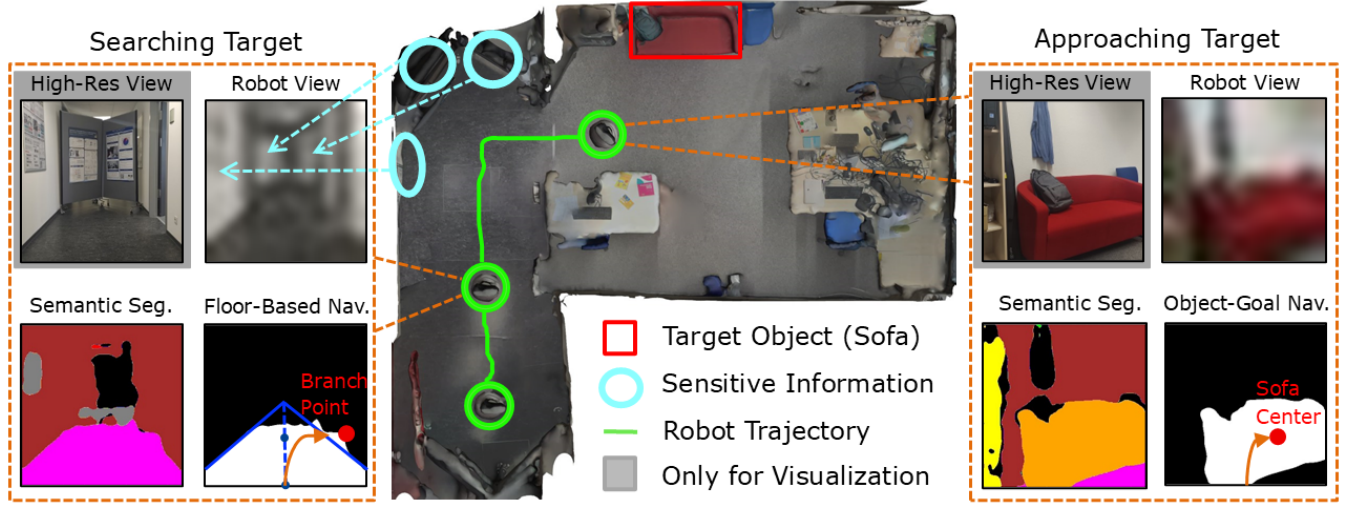 Searching Target
High-Res View
Robot View
Semantic Seg.
Floor-Based Nav.
Branch
Point
Target Object (Sofa)
Sensitive Information
Robot Trajectory
Only for Visualization
Approaching Target
High-Res View
Robot View
Semantic Seg.
Object-Goal Nav.
Sofa
Center